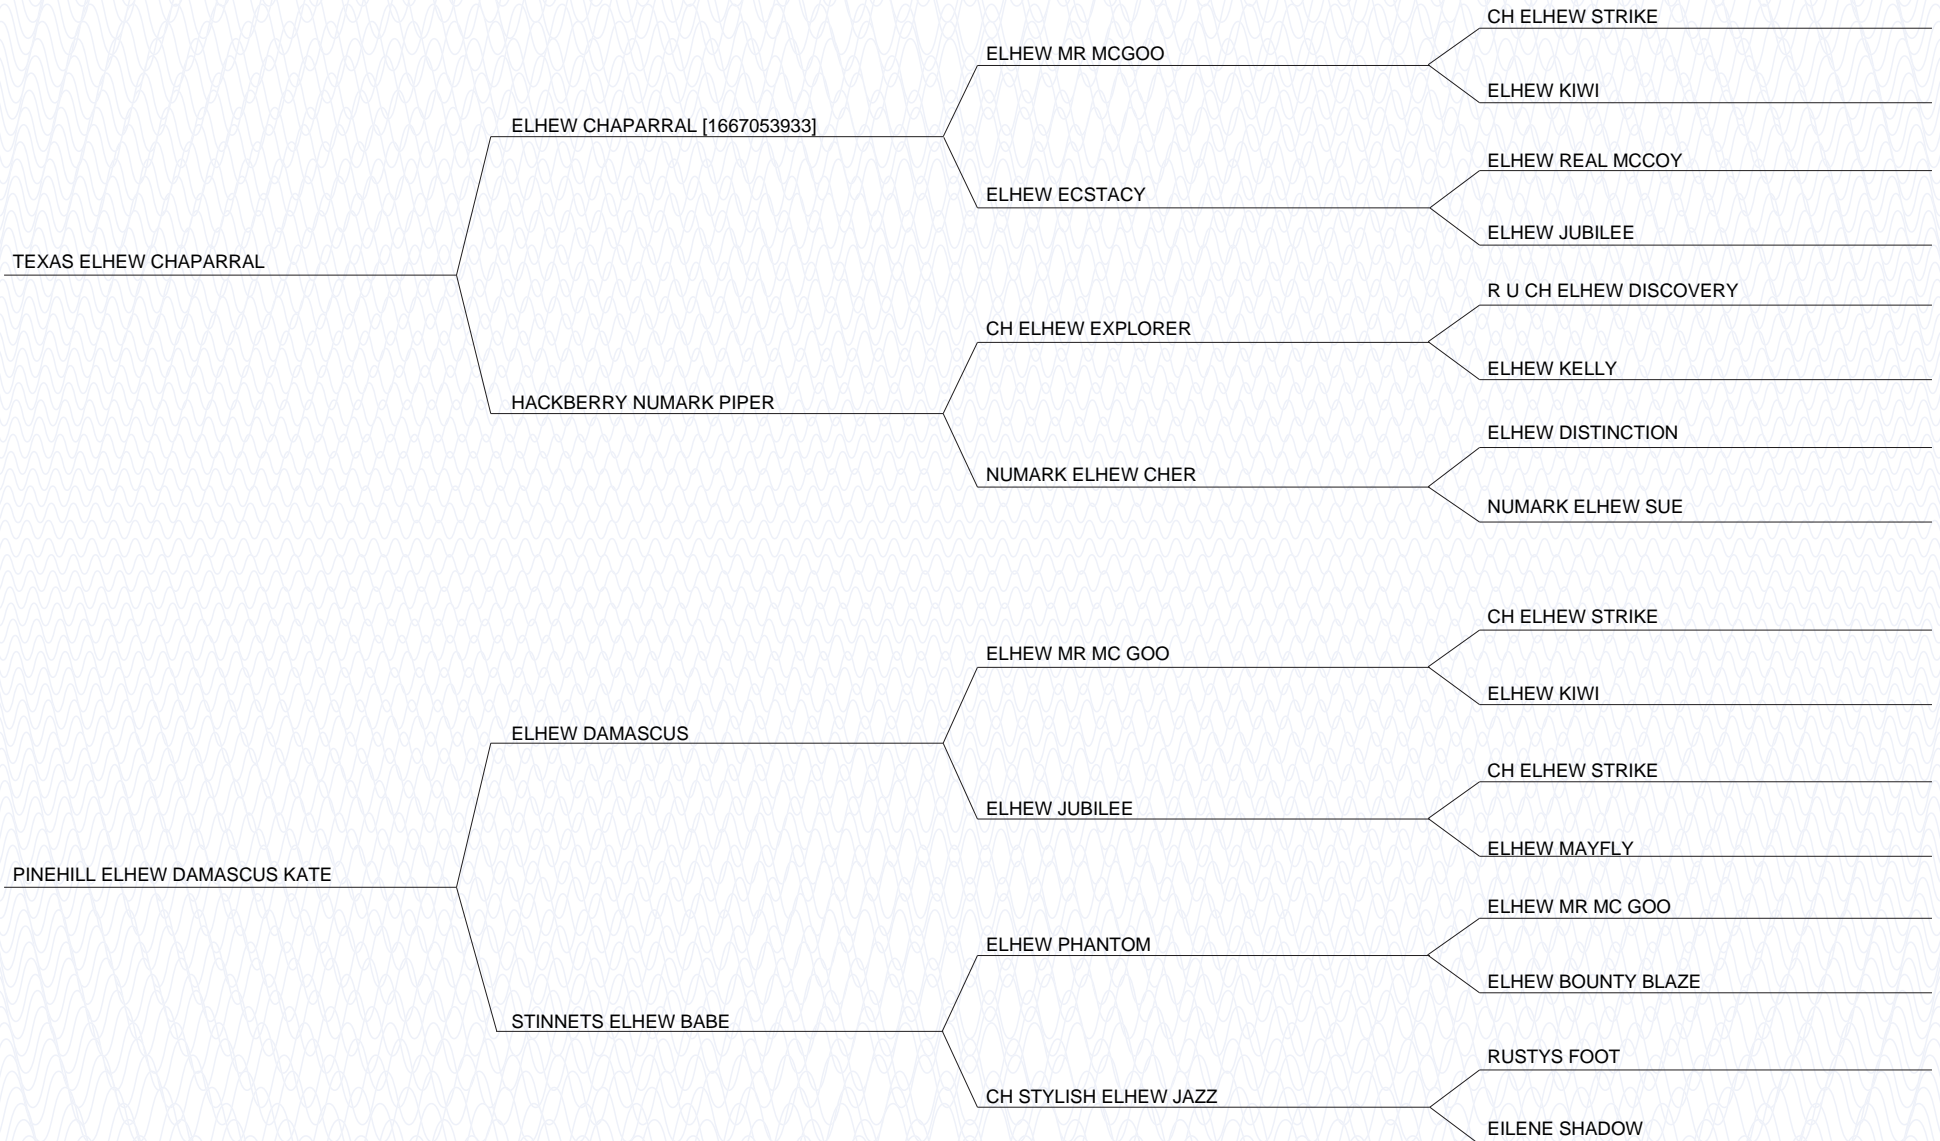 CH ELHEW STRIKE
ELHEW MR MCGOO
ELHEW KIWI
ELHEW CHAPARRAL [1667053933]
ELHEW REAL MCCOY
ELHEW ECSTACY
ELHEW JUBILEE
TEXAS ELHEW CHAPARRAL
R U CH ELHEW DISCOVERY
CH ELHEW EXPLORER
ELHEW KELLY
HACKBERRY NUMARK PIPER
ELHEW DISTINCTION
NUMARK ELHEW CHER
NUMARK ELHEW SUE
CH ELHEW STRIKE
ELHEW MR MC GOO
ELHEW KIWI
ELHEW DAMASCUS
CH ELHEW STRIKE
ELHEW JUBILEE
ELHEW MAYFLY
PINEHILL ELHEW DAMASCUS KATE
ELHEW MR MC GOO
ELHEW PHANTOM
ELHEW BOUNTY BLAZE
STINNETS ELHEW BABE
RUSTYS FOOT
CH STYLISH ELHEW JAZZ
EILENE SHADOW